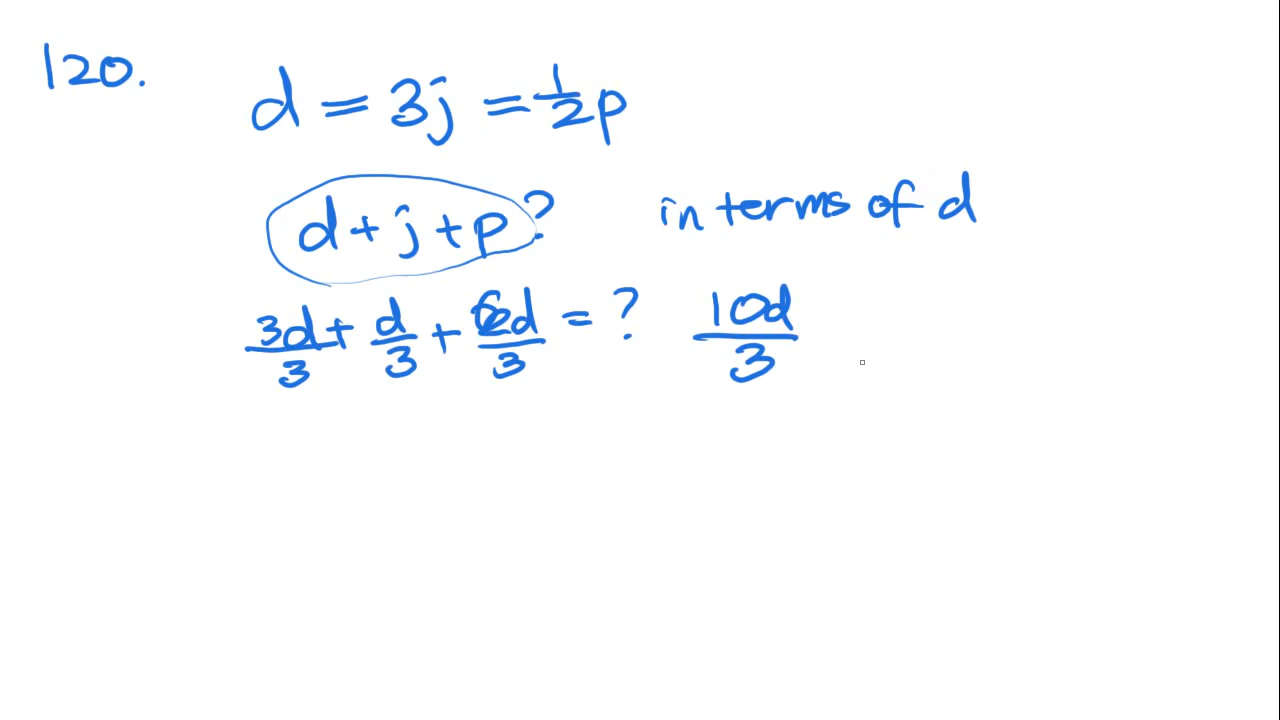 120.
d = 3j = 1/2 p
d + j + p? in terms of d
3d/3 + d/3 + 6d/3 = ? 10d/3